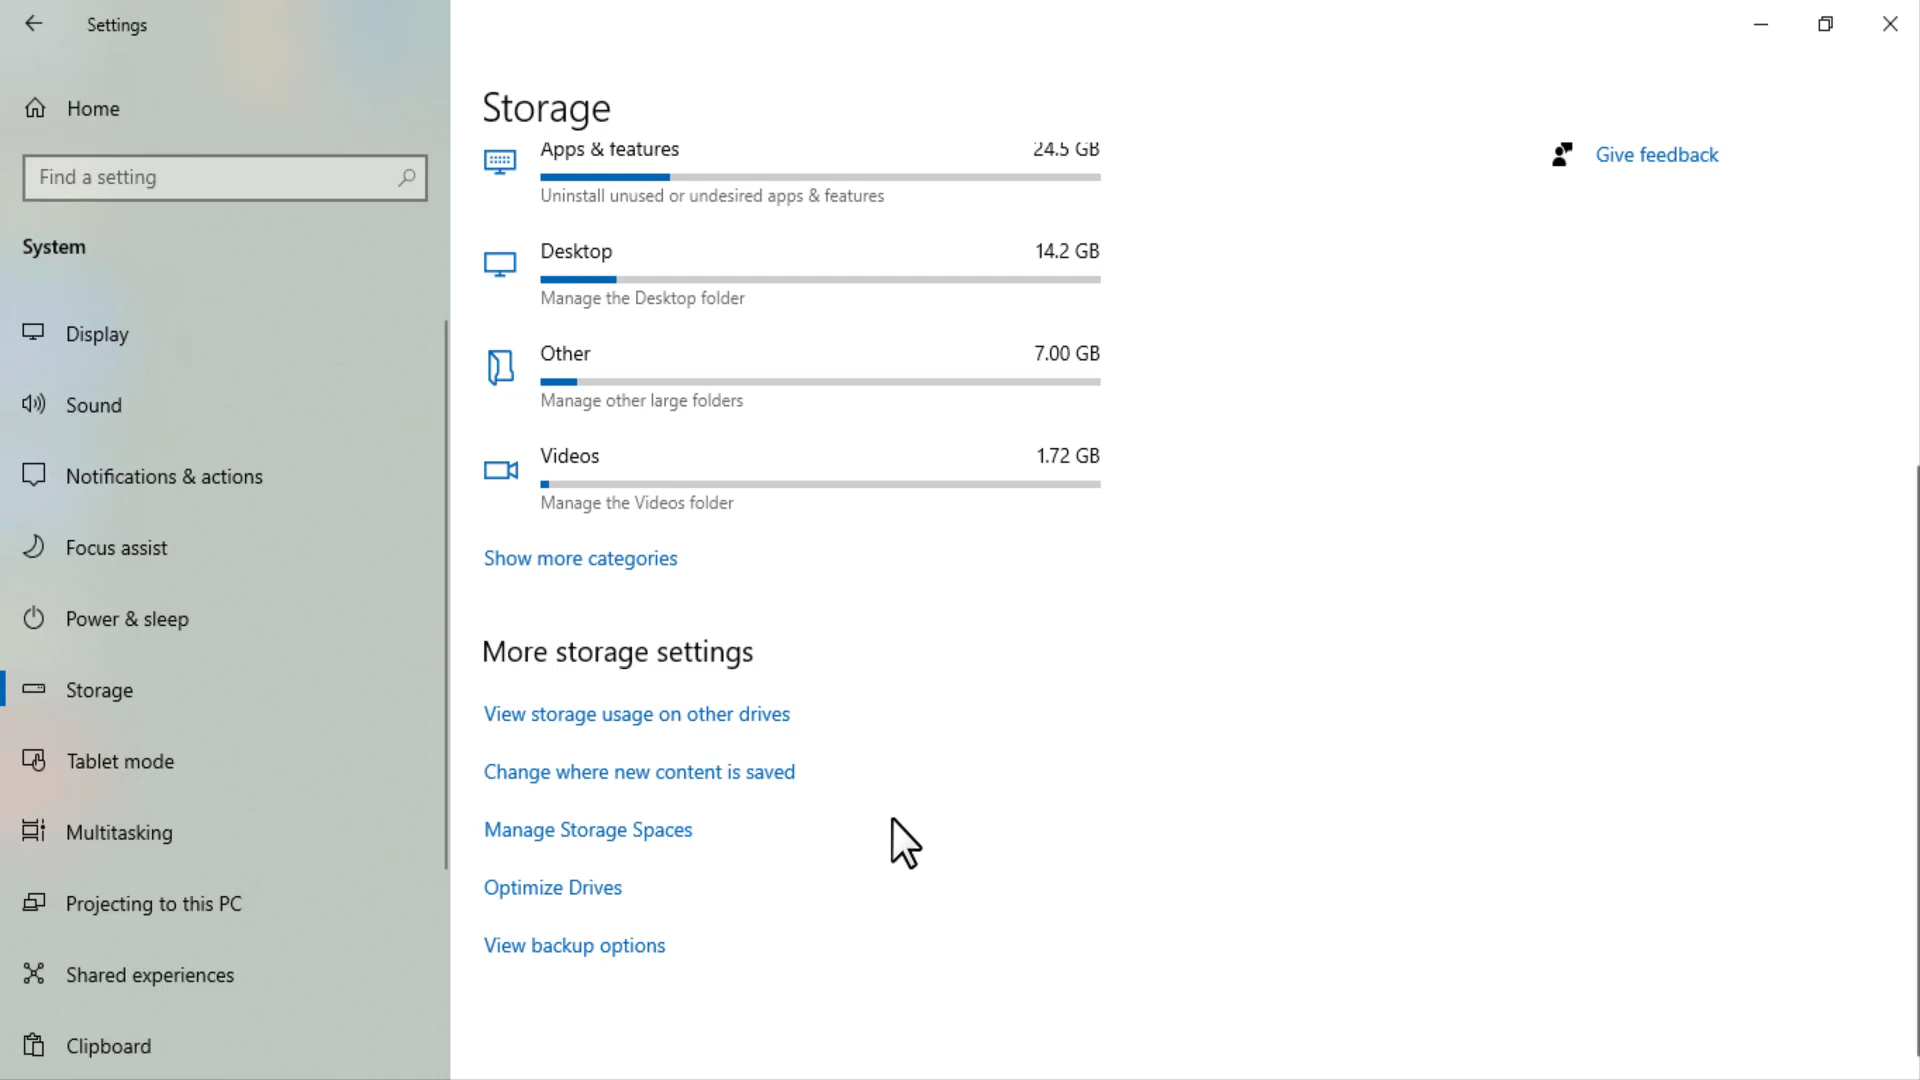 Settings
Home
Find a setting
System
Display
Sound
Notifications & actions
Focus assist
Power & sleep
Storage
Tablet mode
Multitasking
Projecting to this PC
Shared experiences
Clipboard
Storage
Apps & features 24.5 GB
Uninstall unused or undesired apps & features
Desktop 14.2 GB
Manage the Desktop folder
Other 7.00 GB
Manage other large folders
Videos 1.72 GB
Manage the Videos folder
Show more categories
More storage settings
View storage usage on other drives
Change where new content is saved
Manage Storage Spaces
Optimize Drives
View backup options
Give feedback